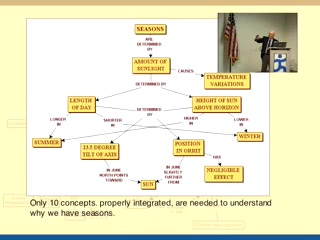 SEASONS
ARE
DETERMINED
BY
AMOUNT OF
SUNLIGHT
CAUSES
TEMPERATURE
VARIATIONS
DETERMINED BY
LENGTH
OF DAY
HEIGHT OF SUN
ABOVE HORIZON
DETERMINED
BY
LONGER
IN
SHORTER
IN
HIGHER
IN
LOWER
IN
SUMMER
WINTER
23.5 DEGREE
TILT OF AXIS
POSITION
IN ORBIT
HAS
NEGLIGIBLE
EFFECT
IN JUNE
NORTH POINTS
TOWARD
IN JUNE
SLIGHTLY
FURTHER
FROM
SUN
Only 10 concepts. properly integrated, are needed to understand
why we have seasons.